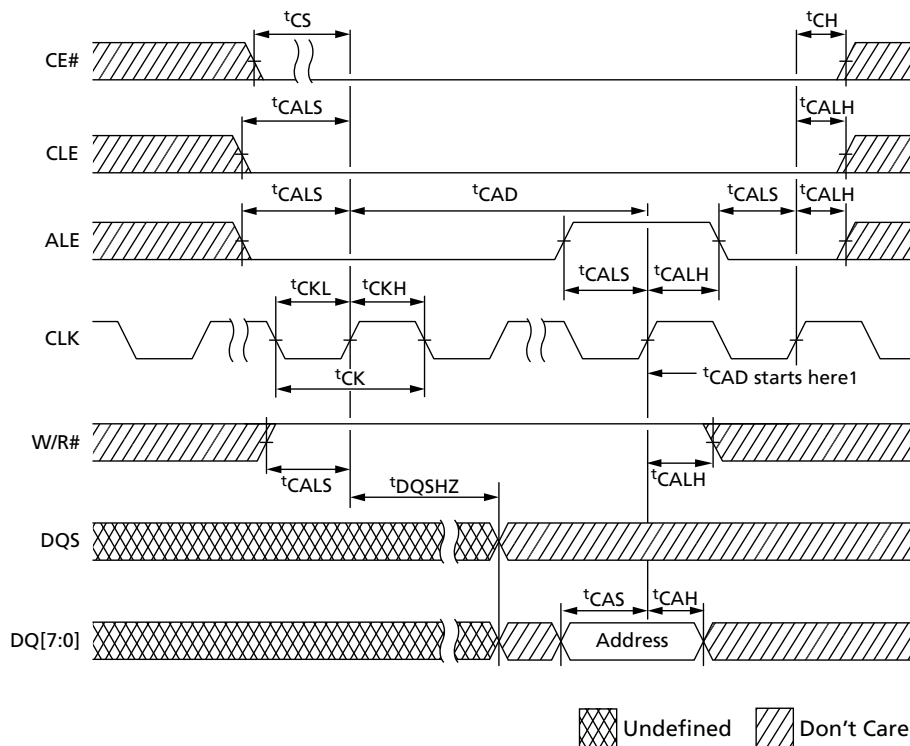 tCS tCH
CE#
tCALS tCALH
CLE
tCALS tCAD tCALS tCALH
ALE
tCALS tCALH
tCKL tCKH
CLK
tCK tCAD starts here1
W/R#
tCALS tCALH
tDQSHZ
DQS
tCAS tCAH
DQ[7:0] Address
Undefined Don't Care